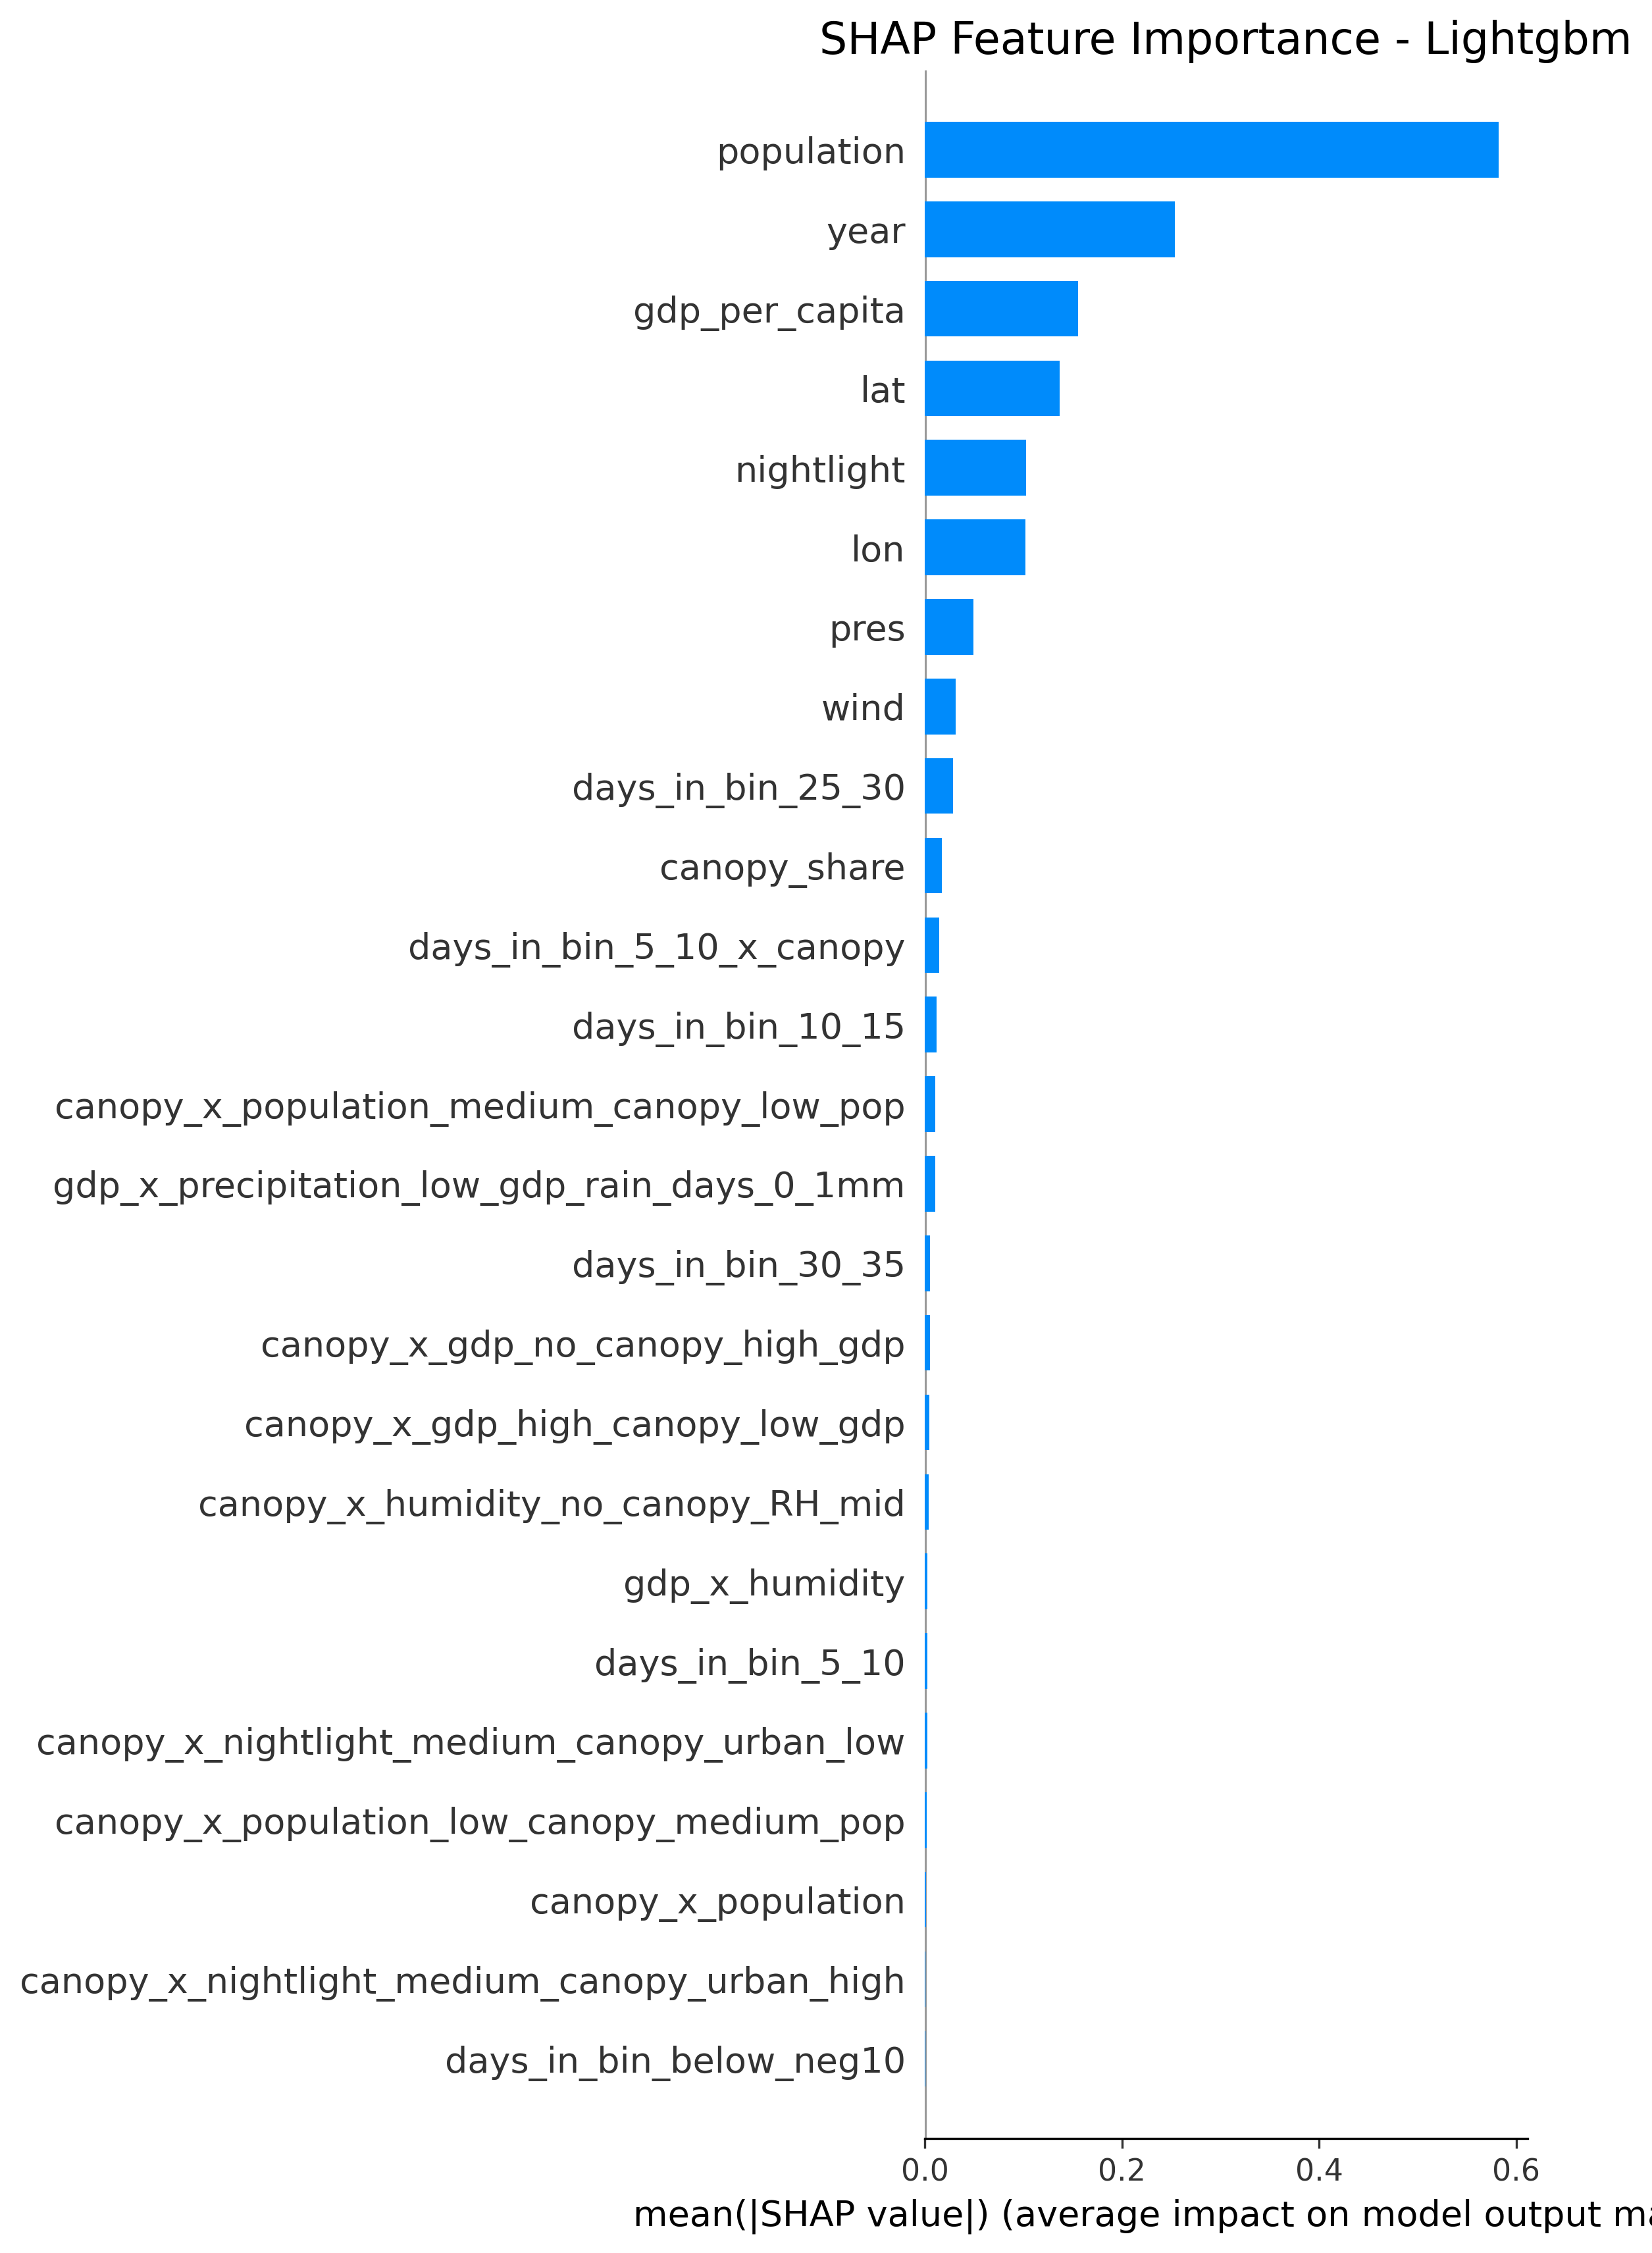 SHAP Feature Importance - Lightgbm
population
year
gdp_per_capita
lat
nightlight
lon
pres
wind
days_in_bin_25_30
canopy_share
days_in_bin_5_10_x_canopy
days_in_bin_10_15
canopy_x_population_medium_canopy_low_pop
gdp_x_precipitation_low_gdp_rain_days_0_1mm
days_in_bin_30_35
canopy_x_gdp_no_canopy_high_gdp
canopy_x_gdp_high_canopy_low_gdp
canopy_x_humidity_no_canopy_RH_mid
gdp_x_humidity
days_in_bin_5_10
canopy_x_nightlight_medium_canopy_urban_low
canopy_x_population_low_canopy_medium_pop
canopy_x_population
canopy_x_nightlight_medium_canopy_urban_high
days_in_bin_below_neg10
0.0 0.2 0.4 0.6
mean(|SHAP value|) (average impact on model output ma